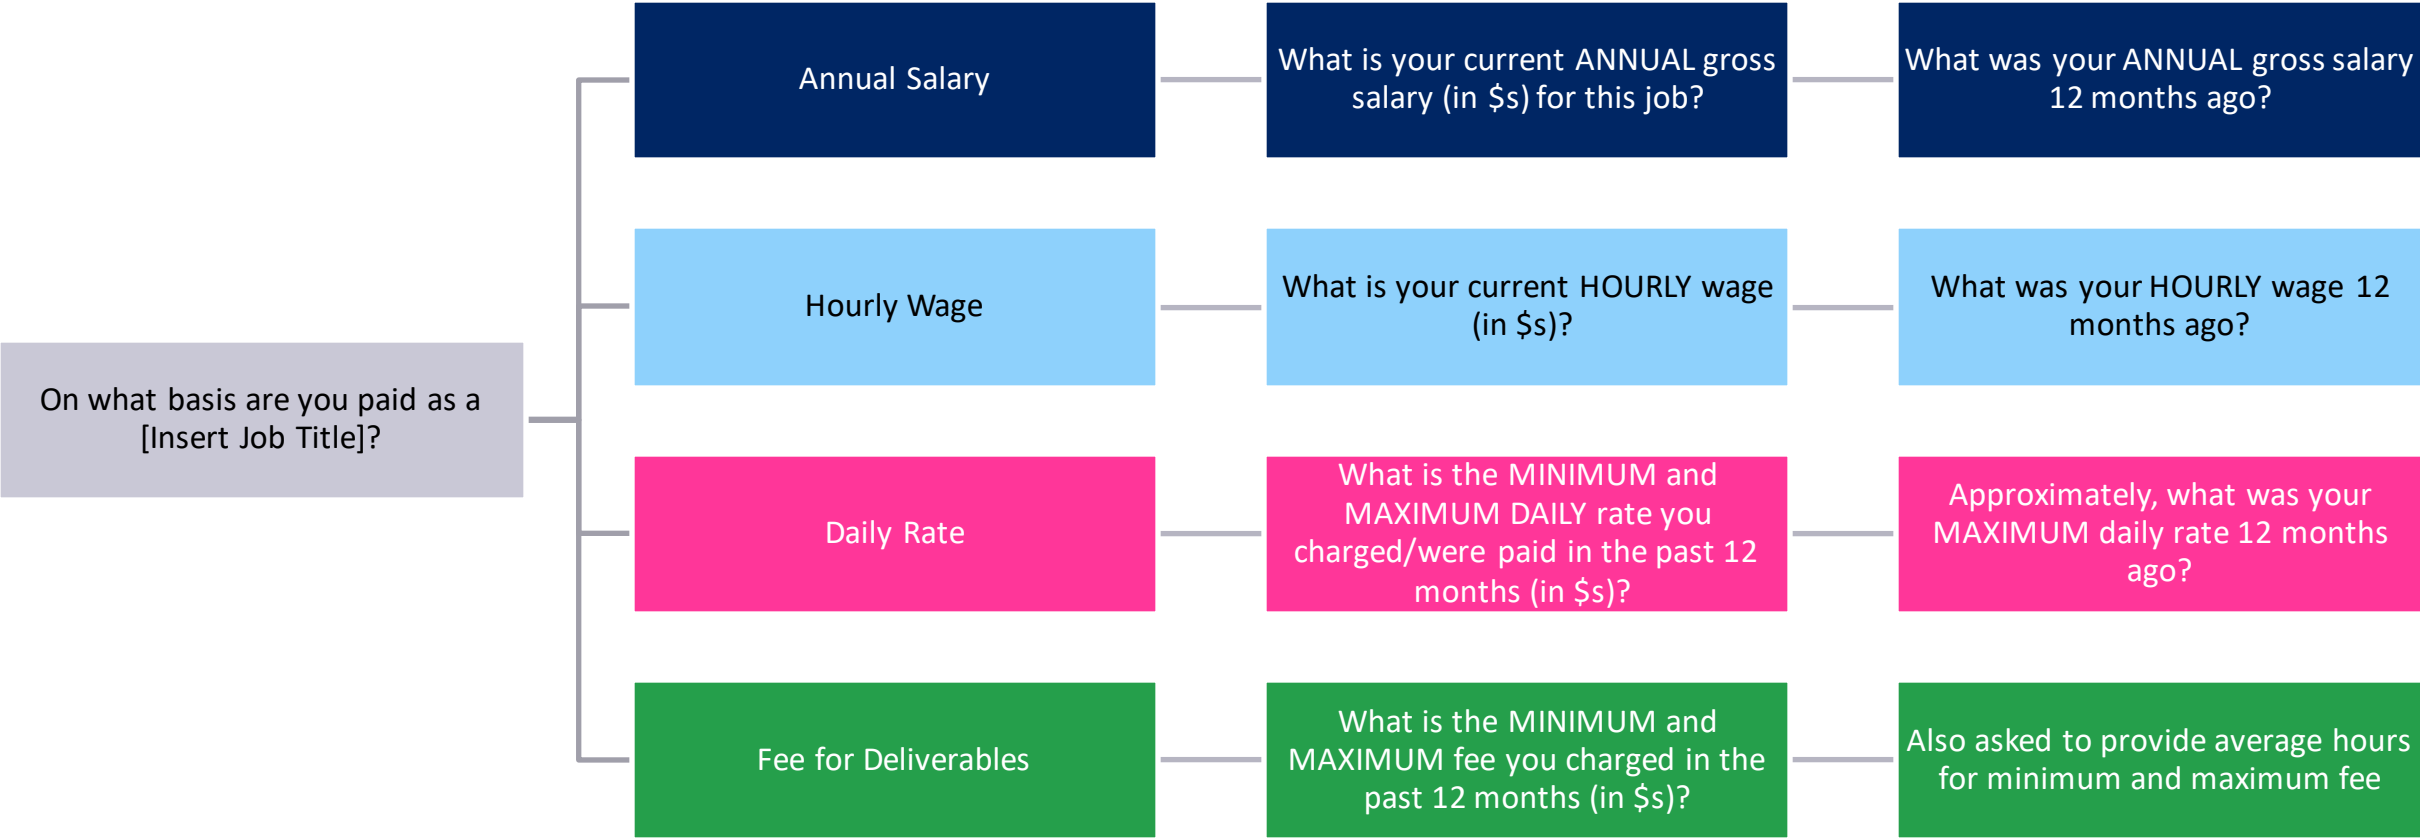 On what basis are you paid as a
[Insert Job Title]?
Annual Salary
What is your current ANNUAL gross
salary (in $s) for this job?
What was your ANNUAL gross salary
12 months ago?
Hourly Wage
What is your current HOURLY wage
(in $s)?
What was your HOURLY wage 12
months ago?
Daily Rate
What is the MINIMUM and
MAXIMUM DAILY rate you
charged/were paid in the past 12
months (in $s)?
Approximately, what was your
MAXIMUM daily rate 12 months
ago?
Fee for Deliverables
What is the MINIMUM and
MAXIMUM fee you charged in the
past 12 months (in $s)?
Also asked to provide average hours
for minimum and maximum fee